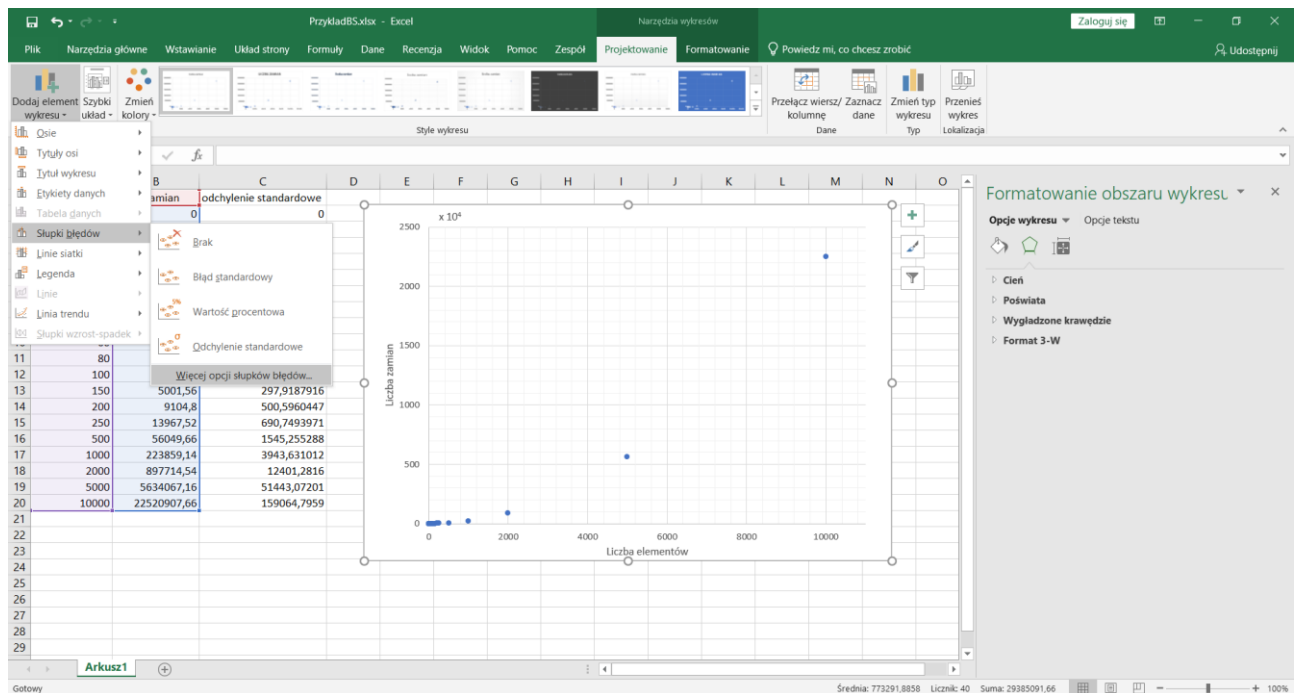 PrzykladBS.xlsx - Excel
Narzędzia wykresów
Zaloguj się
Plik Narzędzia główne Wstawianie Układ strony Formuły Dane Recenzja Widok Pomoc Zespół Projektowanie Formatowanie Powiedz mi, co chcesz zrobić Udostępnij
Dodaj element wykresu
Szybki układ
Zmień kolory
Style wykresu
Przełącz wiersz/ kolumnę
Zaznacz dane
Dane
Zmień typ wykresu
Typ
Przenieś wykres
Lokalizacja
Osie
Tytuły osi
Tytuł wykresu
Etykiety danych
Tabela danych
Słupki błędów
Linie siatki
Legenda
Linie
Linia trendu
Słupki wzrost-spadek
Brak
Błąd standardowy
5%
Wartość procentowa
σ
Odchylenie standardowe
Więcej opcji słupków błędów...
fx
B C D E F G H I J K L M N O
amian odchylenie standardowe
0 0
11 80
12 100
13 150 5001,56 297,9187916
14 200 9104,8 500,5960447
15 250 13967,52 690,7493971
16 500 56049,66 1545,255288
17 1000 223859,14 3943,631012
18 2000 897714,54 12401,2816
19 5000 5634067,16 51443,07201
20 10000 22520907,66 159064,7959
21
22
23
24
25
26
27
28
29
x 10⁴
2500
2000
1500
1000
500
0
Liczba zamian
0 2000 4000 6000 8000 10000
Liczba elementów
Formatowanie obszaru wykresu
Opcje wykresu Opcje tekstu
Cień
Poświata
Wygładzone krawędzie
Format 3-W
Arkusz1
Gotowy
Średnia: 773291,8858 Licznik: 40 Suma: 29385091,66
100%